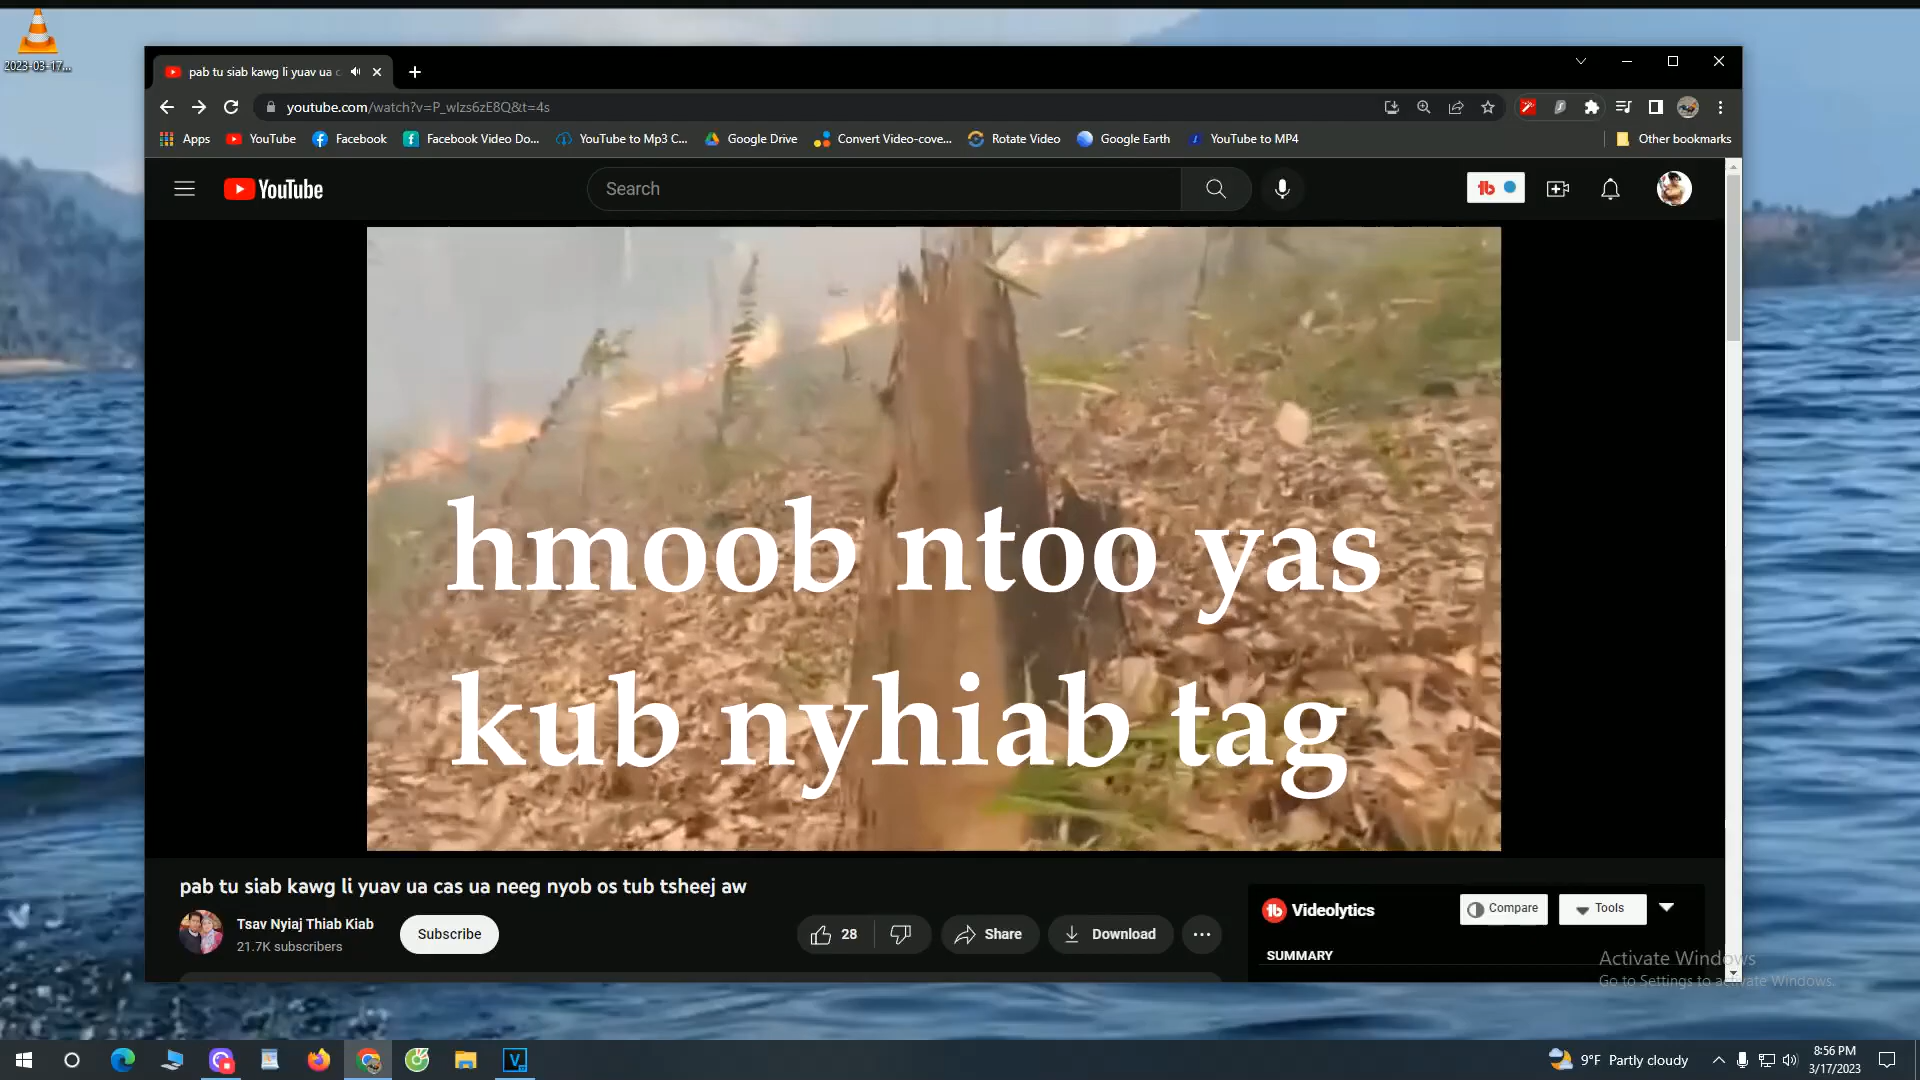 2023-03-17...
pab tu siab kawg li yuav ua c
youtube.com/watch?v=P_wIzs6zE8Q&t=4s
Apps YouTube Facebook Facebook Video Do... YouTube to Mp3 C... Google Drive Convert Video-cove... Rotate Video Google Earth YouTube to MP4 Other bookmarks
YouTube
Search
hmoob ntoo yas
kub nyhiab tag
pab tu siab kawg li yuav ua cas ua neeg nyob os tub tsheej aw
Tsav Nyiaj Thiab Kiab
21.7K subscribers
Subscribe
28
Share
Download
Videolytics
Compare
Tools
SUMMARY
Activate Windows
Go to Settings to activate Windows.
9°F Partly cloudy
8:56 PM
3/17/2023